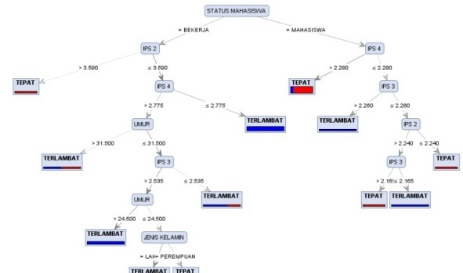 STATUS MAHASISWA
= BEKERJA = MAHASISWA
IPS 2 IPS 4
> 3.590 ≤ 3.590 > 2.280 ≤ 2.280
TEPAT IPS 4 TEPAT IPS 3
> 2.775 ≤ 2.775 > 2.260 ≤ 2.260
UMUR TERLAMBAT TERLAMBAT IPS 2
> 31.500 ≤ 31.500 > 2.240 ≤ 2.240
TERLAMBAT IPS 3 IPS 3 TEPAT
> 2.535 ≤ 2.535 > 2.165 ≤ 2.165
UMUR TERLAMBAT TEPAT TERLAMBAT
> 24.500 ≤ 24.500
TERLAMBAT JENIS KELAMIN
= LAKI= PEREMPUAN
TERLAMBAT TEPAT